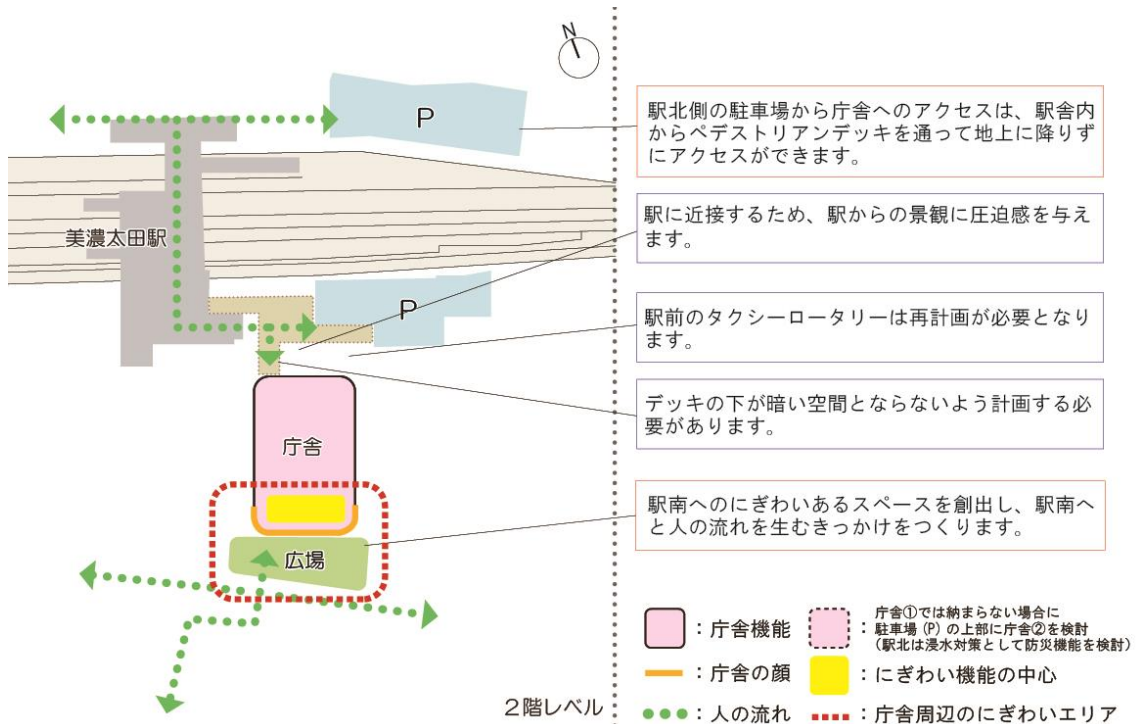 N
P
美濃太田駅
P
庁舎
広場
2階レベル
駅北側の駐車場から庁舎へのアクセスは、駅舎内
からペデストリアンデッキを通って地上に降りず
にアクセスができます。
駅に近接するため、駅からの景観に圧迫感を与え
ます。
駅前のタクシーロータリーは再計画が必要となり
ます。
デッキの下が暗い空間とならないよう計画する必
要があります。
駅南へのにぎわいあるスペースを創出し、駅南へ
と人の流れを生むきっかけをつくります。
：庁舎機能
：庁舎①では納まらない場合に
駐車場（P）の上部に庁舎②を検討
（駅北は浸水対策として防災機能を検討）
：庁舎の顔
：にぎわい機能の中心
：人の流れ
：庁舎周辺のにぎわいエリア